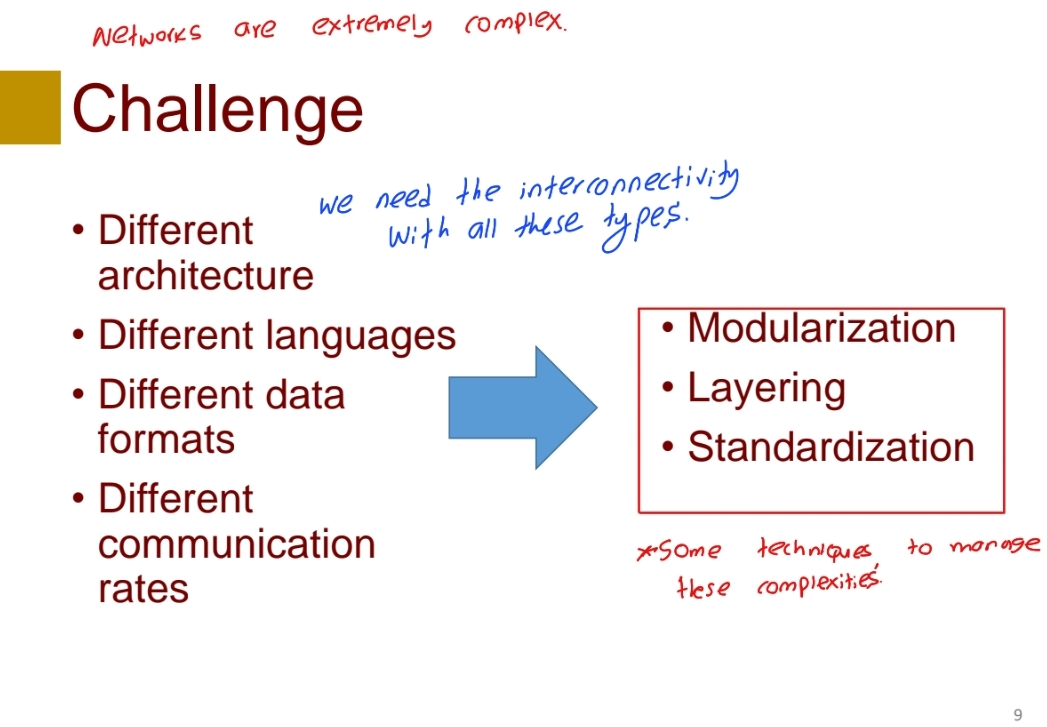 Networks are extremely complex.
Challenge
we need the interconnectivity
with all these types.
• Different
architecture
• Different languages
• Different data
formats
• Different
communication
rates
• Modularization
• Layering
• Standardization
*Some techniques to manage
these complexities.
9